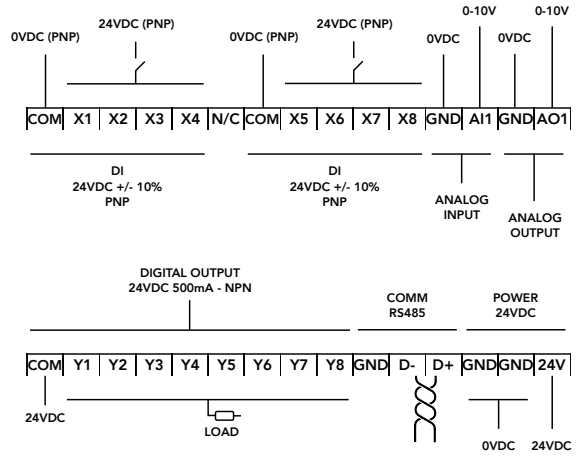 0-10V 0-10V
24VDC (PNP) 24VDC (PNP)
0VDC (PNP) 0VDC (PNP) 0VDC 0VDC
COM X1 X2 X3 X4 N/C COM X5 X6 X7 X8 GND AI1 GND AO1
DI
24VDC +/- 10%
PNP
DI
24VDC +/- 10%
PNP
ANALOG
INPUT
ANALOG
OUTPUT
DIGITAL OUTPUT
24VDC 500mA - NPN
COMM
RS485
POWER
24VDC
COM Y1 Y2 Y3 Y4 Y5 Y6 Y7 Y8 GND D- D+ GND GND 24V
24VDC
LOAD
0VDC 24VDC